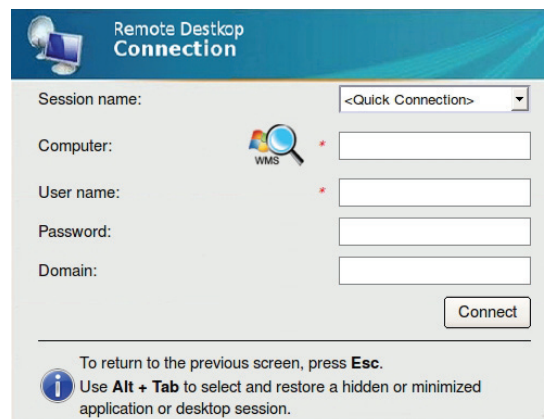 Remote Destkop
Connection
Session name: <Quick Connection>
Computer: WMS *
User name: *
Password:
Domain:
Connect
To return to the previous screen, press Esc.
Use Alt + Tab to select and restore a hidden or minimized
application or desktop session.